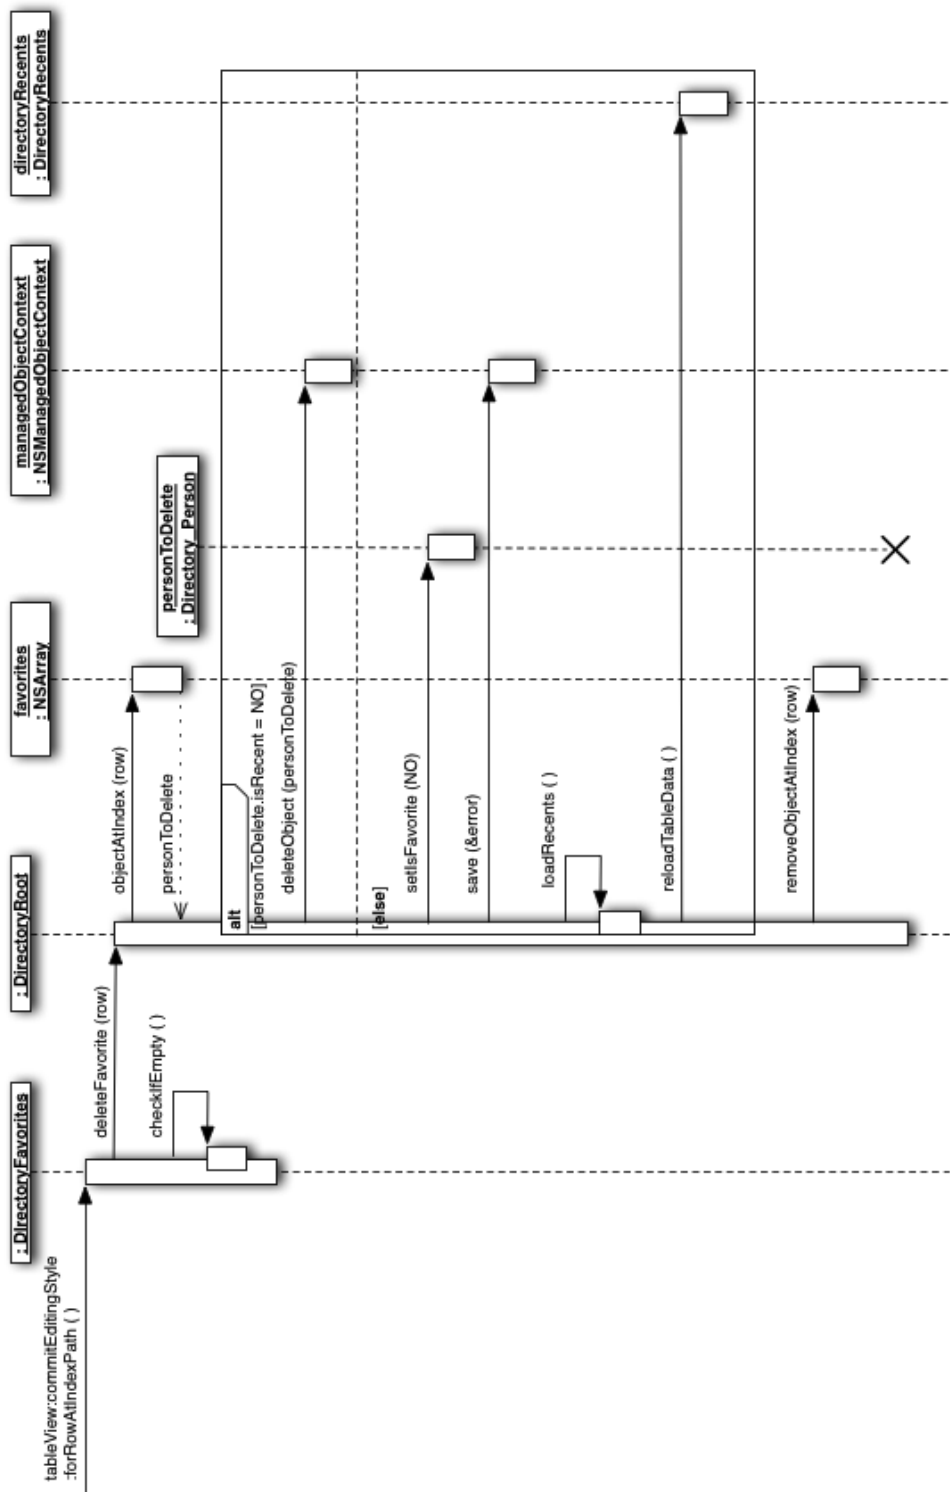 : DIrectoryFavorites
: DirectoryRoot
favorites
: NSArray
managedObjectContext
: NSManagedObjectContext
directoryRecents
: DirectoryRecents
tableView:commitEditingStyle
:forRowAtIndexPath ( )
deleteFavorite (row)
objectAtIndex (row)
checkIfEmpty ( )
personToDelete
personToDelete
: Directory_Person
alt
[personToDelete.isRecent = NO]
deleteObject (personToDelete)
[else]
setIsFavorite (NO)
save (&error)
loadRecents ( )
reloadTableData ( )
removeObjectAtIndex (row)